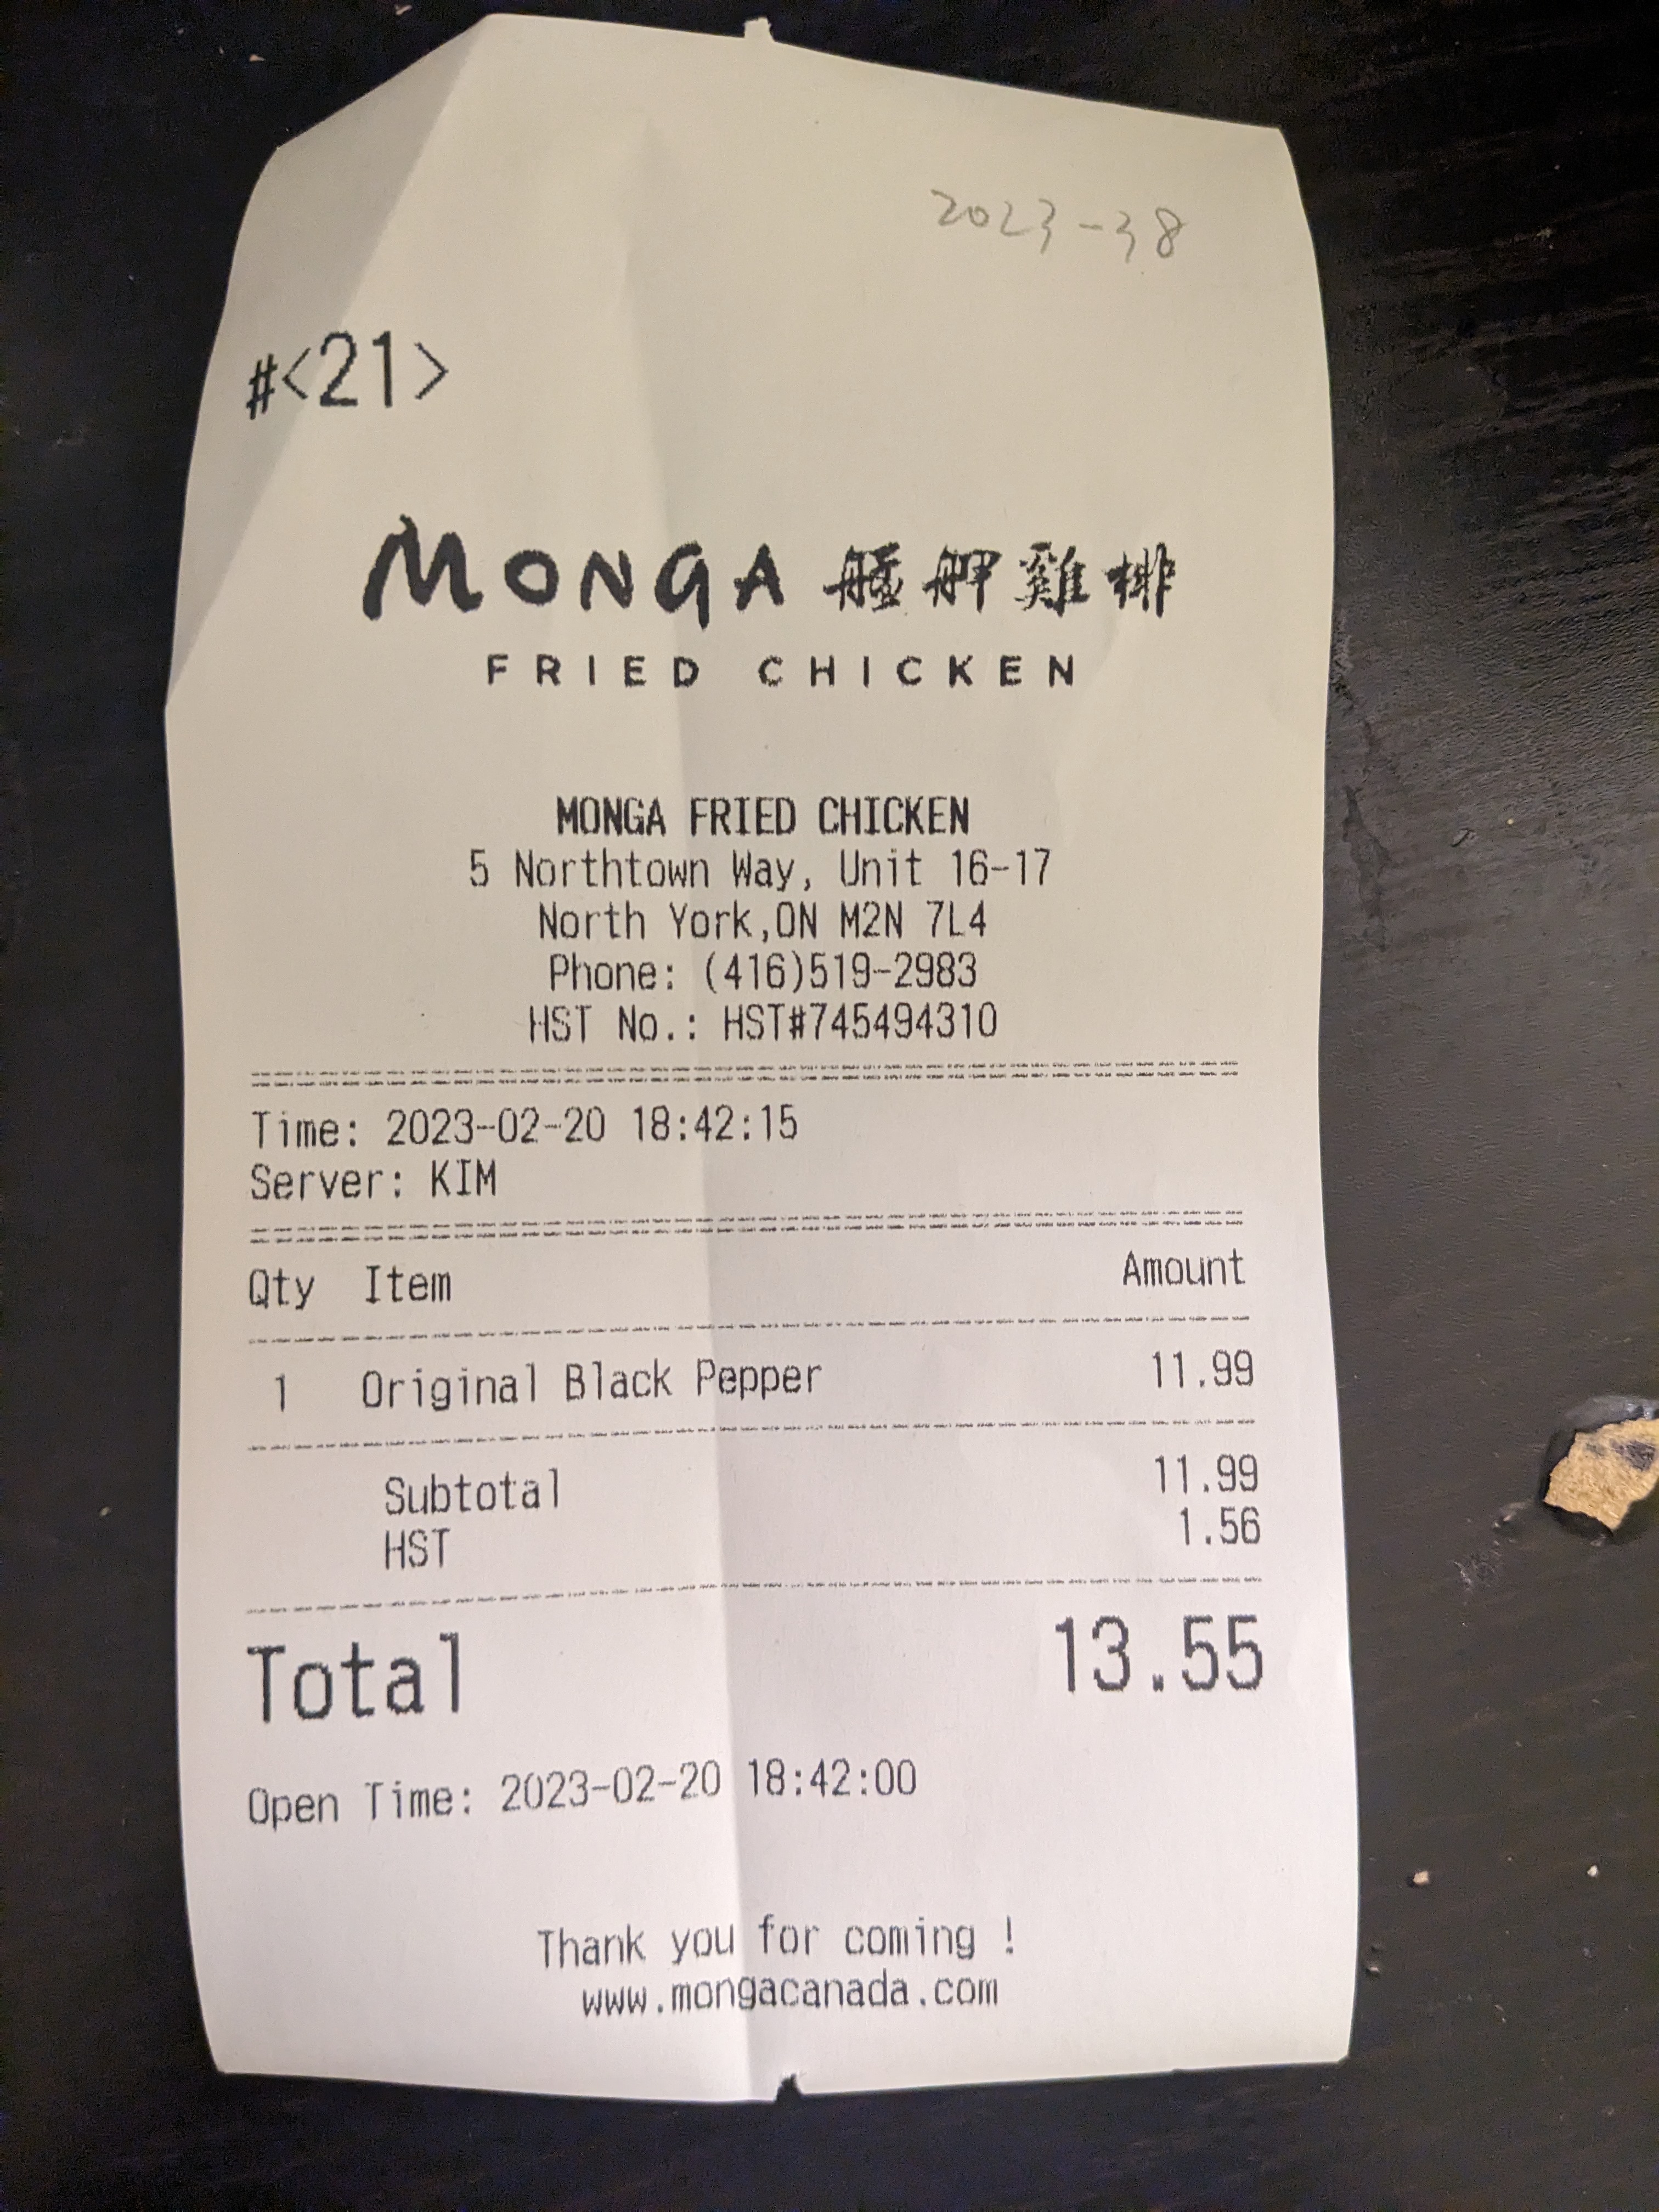 2023-38
#<21>
MONGA 艋舺雞排
FRIED CHICKEN
MONGA FRIED CHICKEN
5 Northtown Way, Unit 16-17
North York,ON M2N 7L4
Phone: (416)519-2983
HST No.: HST#745494310
Time: 2023-02-20 18:42:15
Server: KIM
Qty Item Amount
1 Original Black Pepper 11.99
Subtotal 11.99
HST 1.56
Total 13.55
Open Time: 2023-02-20 18:42:00
Thank you for coming !
www.mongacanada.com